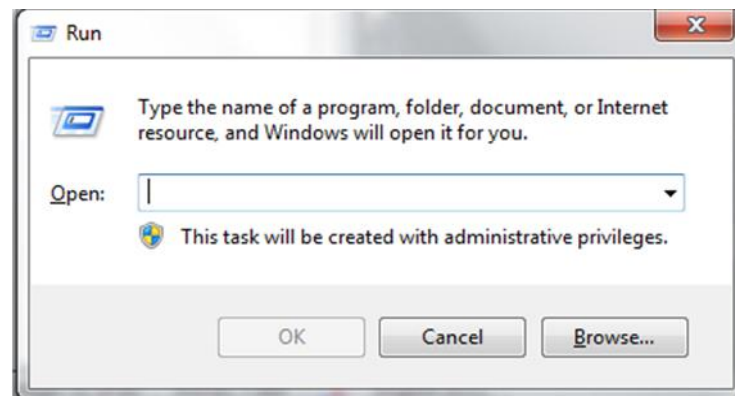 Run
Type the name of a program, folder, document, or Internet
resource, and Windows will open it for you.
Open:
This task will be created with administrative privileges.
OK
Cancel
Browse...